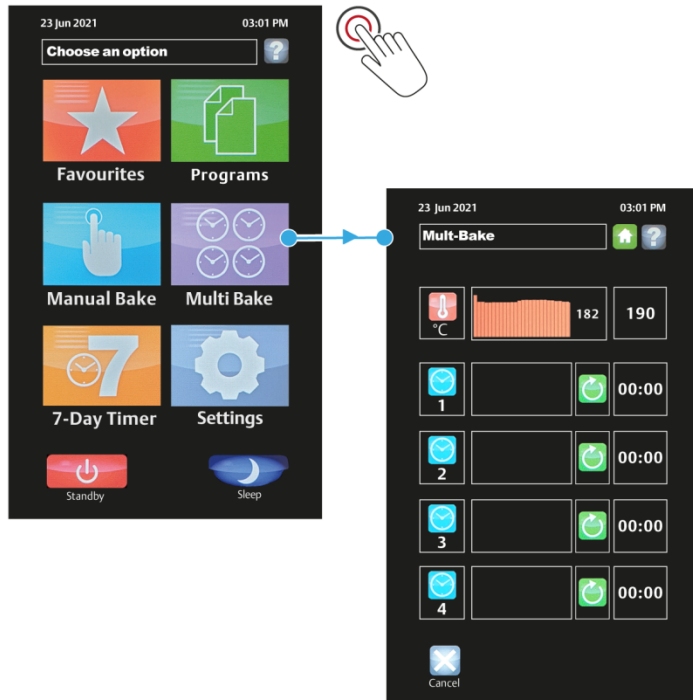 23 Jun 2021 03:01 PM
Choose an option ?
Favourites Programs
Manual Bake Multi Bake
7
7-Day Timer Settings
Standby Sleep
23 Jun 2021 03:01 PM
Mult-Bake ?
°C 182 190
1 00:00
2 00:00
3 00:00
4 00:00
Cancel